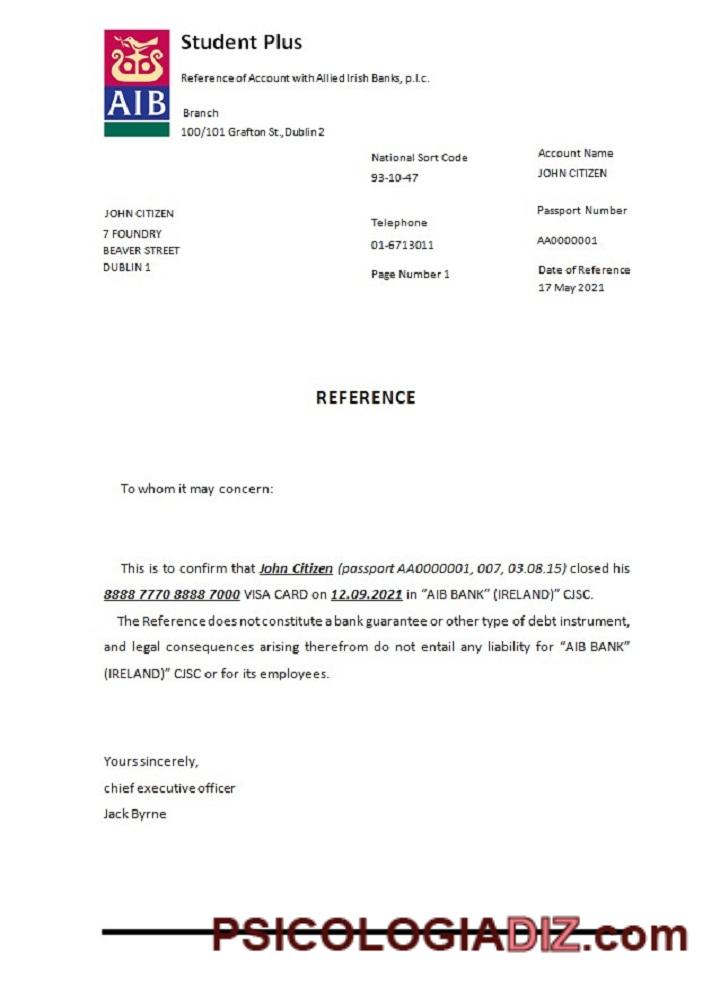 AIB
Student Plus
Reference of Account with Allied Irish Banks, p.l.c.
Branch
100/101 Grafton St., Dublin 2
National Sort Code
93-10-47
Account Name
JOHN CITIZEN
JOHN CITIZEN
7 FOUNDRY
BEAVER STREET
DUBLIN 1
Telephone
01-6713011
Page Number 1
Passport Number
AA0000001
Date of Reference
17 May 2021
REFERENCE
To whom it may concern:
This is to confirm that John Citizen (passport AA0000001, 007, 03.08.15) closed his
8888 7770 8888 7000 VISA CARD on 12.09.2021 in “AIB BANK” (IRELAND)” CJSC.
The Reference does not constitute a bank guarantee or other type of debt instrument,
and legal consequences arising therefrom do not entail any liability for “AIB BANK”
(IRELAND)” CJSC or for its employees.
Yours sincerely,
chief executive officer
Jack Byrne
PSICOLOGIADIZ.com